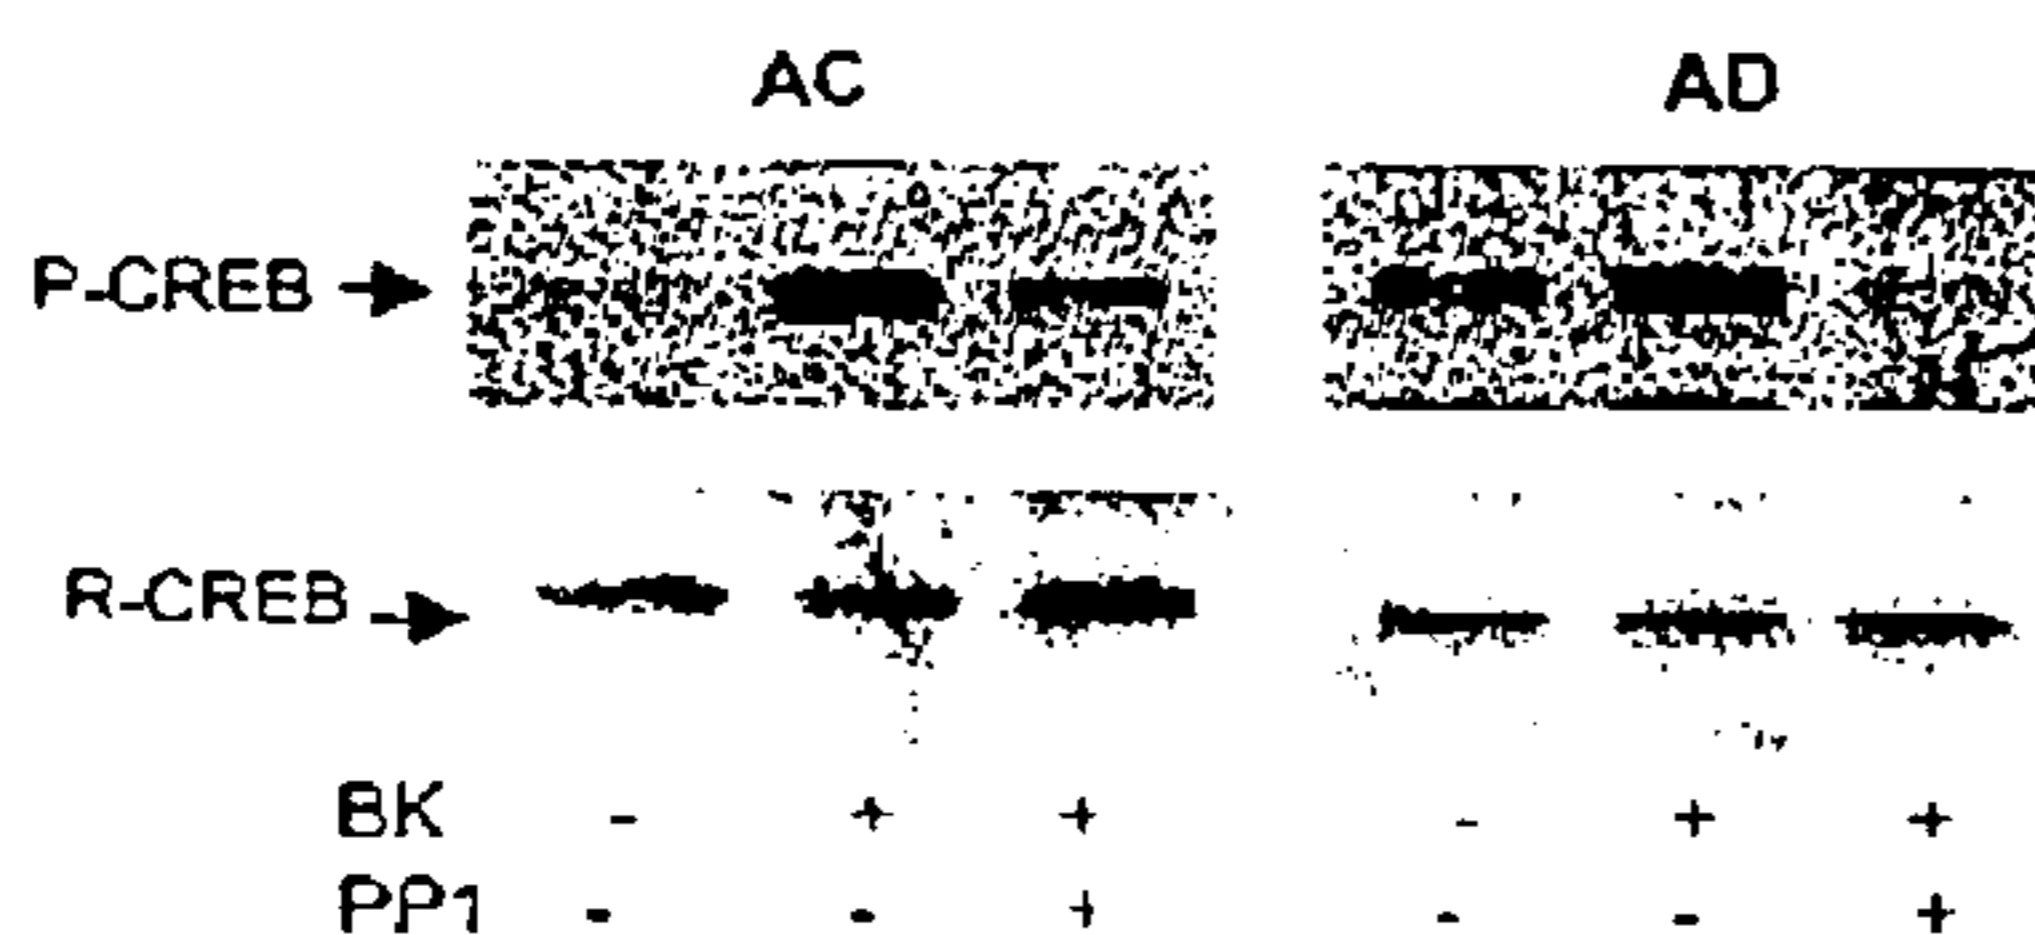 AC AD
P-CREB
R-CREB
BK - + + - + +
PP1 - - + - - +